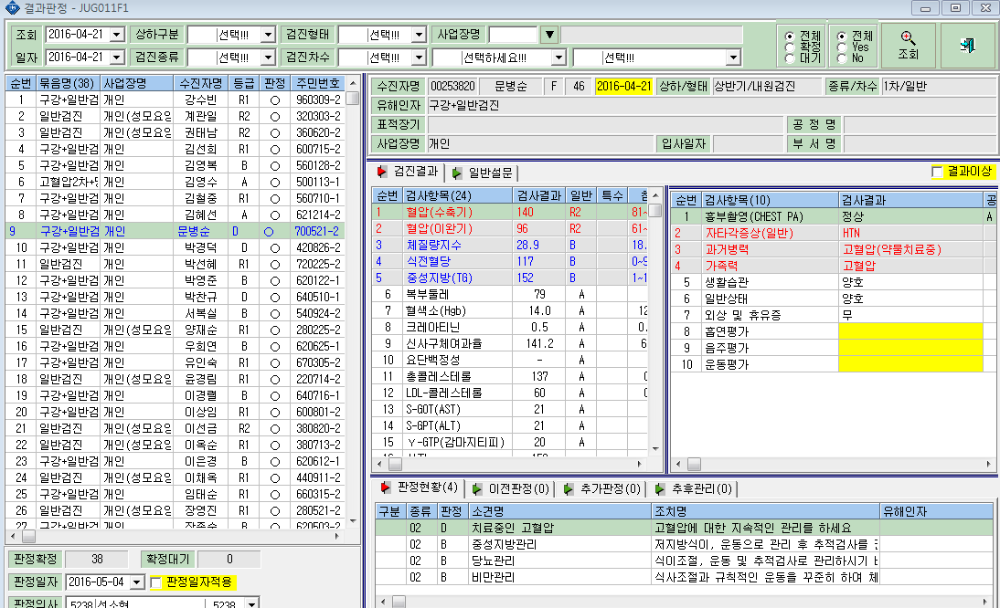 결과판정 - JUG011F1
조회 2016-04-21 상하구분 |선택!!! 검진형태 |선택!!! 사업장명 전체 확정 대기 전체 Yes No 조회
일자 2016-04-21 검진종류 |선택!!! 검진차수 |선택!!! |선택하세요!!! |선택!!!
순번 묶음명(38) 사업장명 수진자명 등급 판정 주민번호
1 구강+일반검 개인 강수빈 R1 ○ 960309-2
2 일반검진 개인(성모요양 계관일 R2 ○ 320303-2
3 일반검진 개인(성모요양 권태남 R2 ○ 360620-2
4 구강+일반검 개인 김선희 R1 ○ 600715-2
5 구강+일반검 개인 김영복 B ○ 560128-2
6 고혈압2차+당 개인 김영수 A ○ 500113-1
7 구강+일반검 개인 김철중 R1 ○ 560710-1
8 구강+일반검 개인 김혜선 A ○ 621214-2
9 구강+일반검 개인 문병순 D ○ 700521-2
10 구강+일반검 개인 박경덕 D ○ 420826-2
11 일반검진 개인 박선혜 R1 ○ 720225-2
12 구강+일반검 개인 박영준 B ○ 620122-1
13 구강+일반검 개인 박찬규 D ○ 640510-1
14 구강+일반검 개인 서복실 B ○ 540924-2
15 일반검진 개인(성모요양 양재순 R1 ○ 280225-2
16 구강+일반검 개인 우희연 B ○ 620625-1
17 구강+일반검 개인 유인숙 R1 ○ 670305-2
18 일반검진 개인(성모요양 윤경림 R1 ○ 220714-2
19 구강+일반검 개인 이경렬 B ○ 640716-1
20 구강+일반검 개인 이상임 R1 ○ 600801-2
21 일반검진 개인(성모요양 이선금 R2 ○ 380820-2
22 일반검진 개인(성모요양 이옥순 R1 ○ 380713-2
23 구강+일반검 개인 이은경 B ○ 620612-1
24 일반검진 개인(성모요양 이채옥 R1 ○ 440911-2
25 구강+일반검 개인 임태순 R1 ○ 660315-2
26 일반검진 개인(성모요양 장영진 R1 ○ 280521-2
27 구강+일반검 개인 장종순 B ○ 620503-2
판정확정 38 확정대기 0
판정일자 2016-05-04 판정일자적용
판정의사 5238 | 5238
수진자명 00253820 문병순 F 46 2016-04-21 상하/형태 상반기/내원검진 종류/차수 1차/일반
유해인자 구강+일반검진
표적장기 공 정 명
사업장명 개인 입사일자 부 서 명
검진결과 일반설문 결과이상
순번 검사항목(24) 검사결과 일반 특수 참
1 혈압(수축기) 140 R2 81~
2 혈압(이완기) 96 R2 61~
3 체질량지수 28.9 B 18.
4 식전혈당 117 B 0~9
5 중성지방(TG) 152 B 1~1
6 복부둘레 79 A
7 혈색소(Hgb) 14.0 A 12
8 크레아티닌 0.5 A 0.
9 신사구체여과율 141.2 A 6
10 요단백정성 - A
11 총콜레스테롤 137 A 0
12 LDL-콜레스테롤 60 A 0
13 S-GOT(AST) 21 A
14 S-GPT(ALT) 21 A
15 Y-GTP(감마지티피) 20 A
순번 검사항목(10) 검사결과 공
1 흉부촬영(CHEST PA) 정상 A
2 자타각증상(일반) HTN
3 과거병력 고혈압(약물치료중)
4 가족력 고혈압
5 생활습관 양호
6 일반상태 양호
7 외상 및 휴유증 무
8 흡연평가
9 음주평가
10 운동평가
판정현황(4) 이전판정(0) 추가판정(0) 추후관리(0)
구분 종류 판정 소견명 조치명 유해인자
02 D 치료중인 고혈압 고혈압에 대한 지속적인 관리를 하세요
02 B 중성지방관리 저지방식이, 운동으로 관리 후 추적검사를
02 B 당뇨관리 식이조절, 운동 및 추적검사로 관리하시기
02 B 비만관리 식사조절과 규칙적인 운동을 꾸준히 하여 체